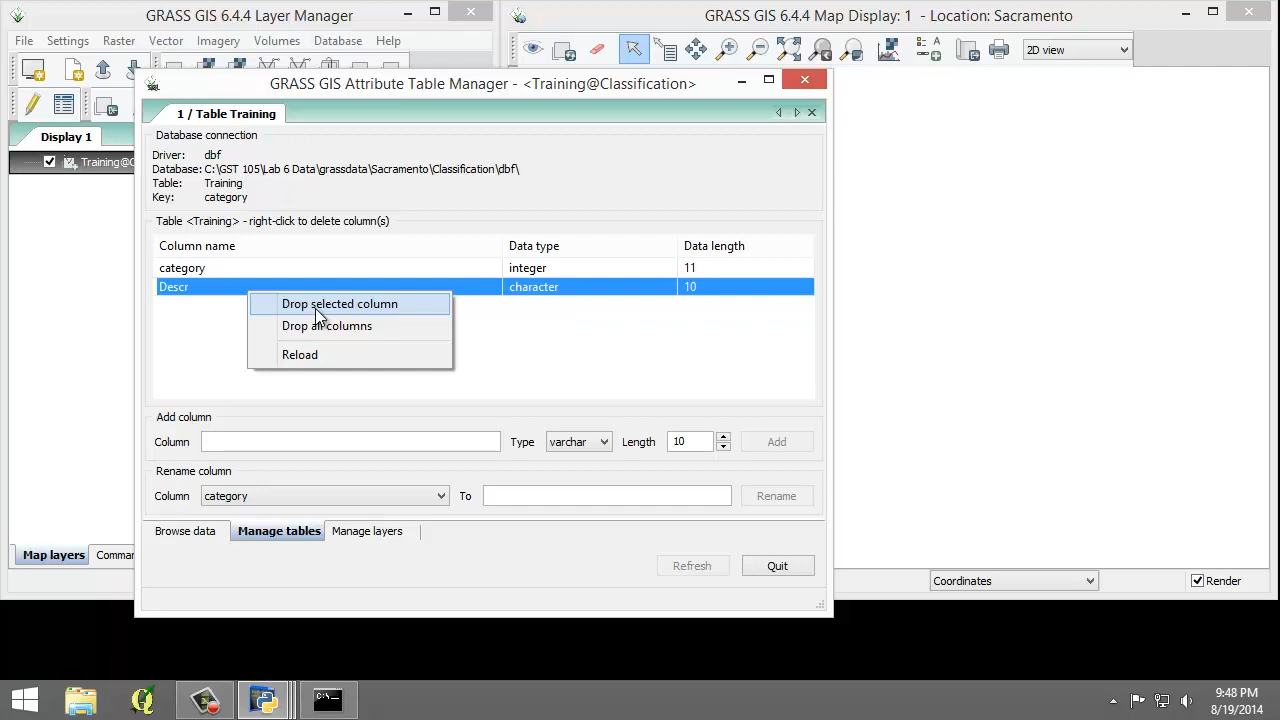 GRASS GIS 6.4.4 Layer Manager
GRASS GIS 6.4.4 Map Display: 1 - Location: Sacramento
File Settings Raster Vector Imagery Volumes Database Help
2D view
GRASS GIS Attribute Table Manager - <Training@Classification>
Display 1
Training@C
1 / Table Training
Database connection
Driver: dbf
Database: C:\GST 105\Lab 6 Data\grassdata\Sacramento\Classification\dbf\
Table: Training
Key: category
Table <Training> - right-click to delete column(s)
Column name Data type Data length
category integer 11
Descr character 10
Drop selected column
Drop all columns
Reload
Add column
Column Type varchar Length 10 Add
Rename column
Column category To Rename
Browse data Manage tables Manage layers
Map layers Comma
Refresh Quit
Coordinates Render
C:\.
9:48 PM
8/19/2014